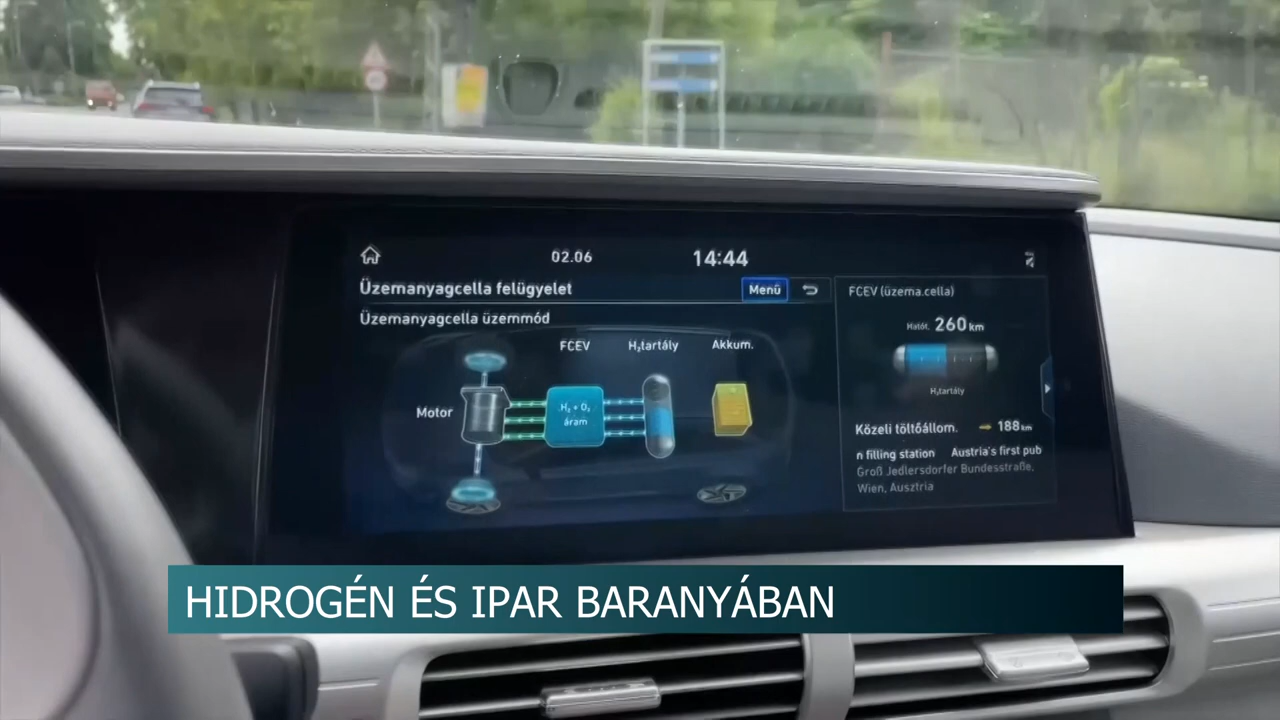 02.06 14:44
Üzemanyagcella felügyelet Menü
Üzemanyagcella üzemmód
FCEV H₂tartály Akkum.
Motor
H₂ + O₂
áram
FCEV (üzema.cella)
Hatót. 260 km
H₂tartály
Közeli töltőállom. 188 km
n filling station Austria's first pub
Groß Jedlersdorfer Bundesstraße,
Wien, Ausztria
HIDROGÉN ÉS IPAR BARANYÁBAN